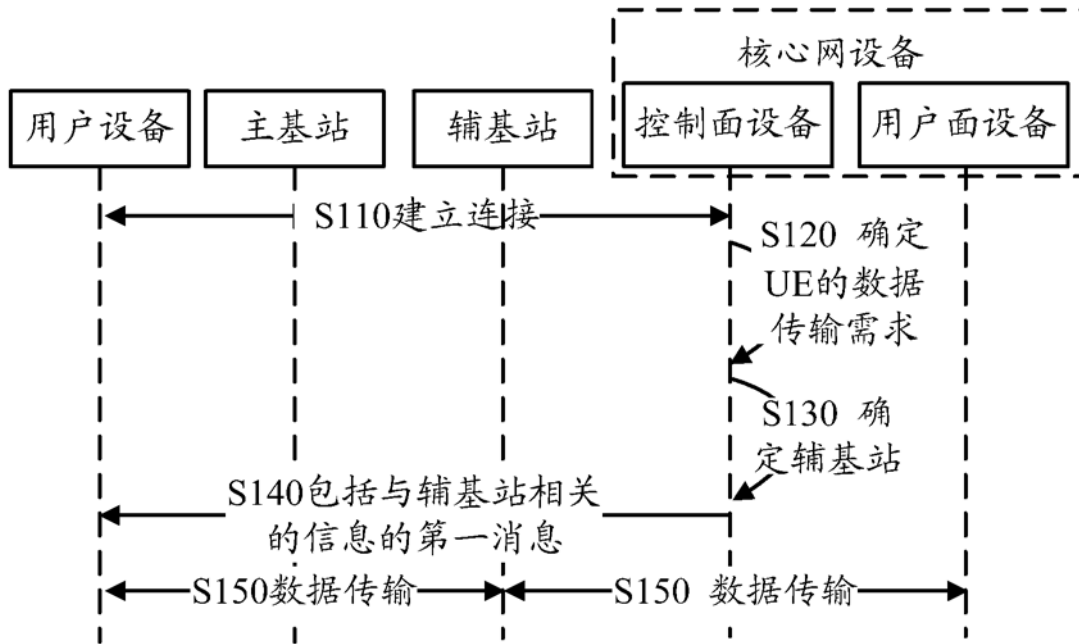 核心网设备
用户设备
主基站
辅基站
控制面设备
用户面设备
S110建立连接
S120 确定
UE的数据
传输需求
S130 确
定辅基站
S140包括与辅基站相关
的信息的第一消息
S150数据传输
S150 数据传输